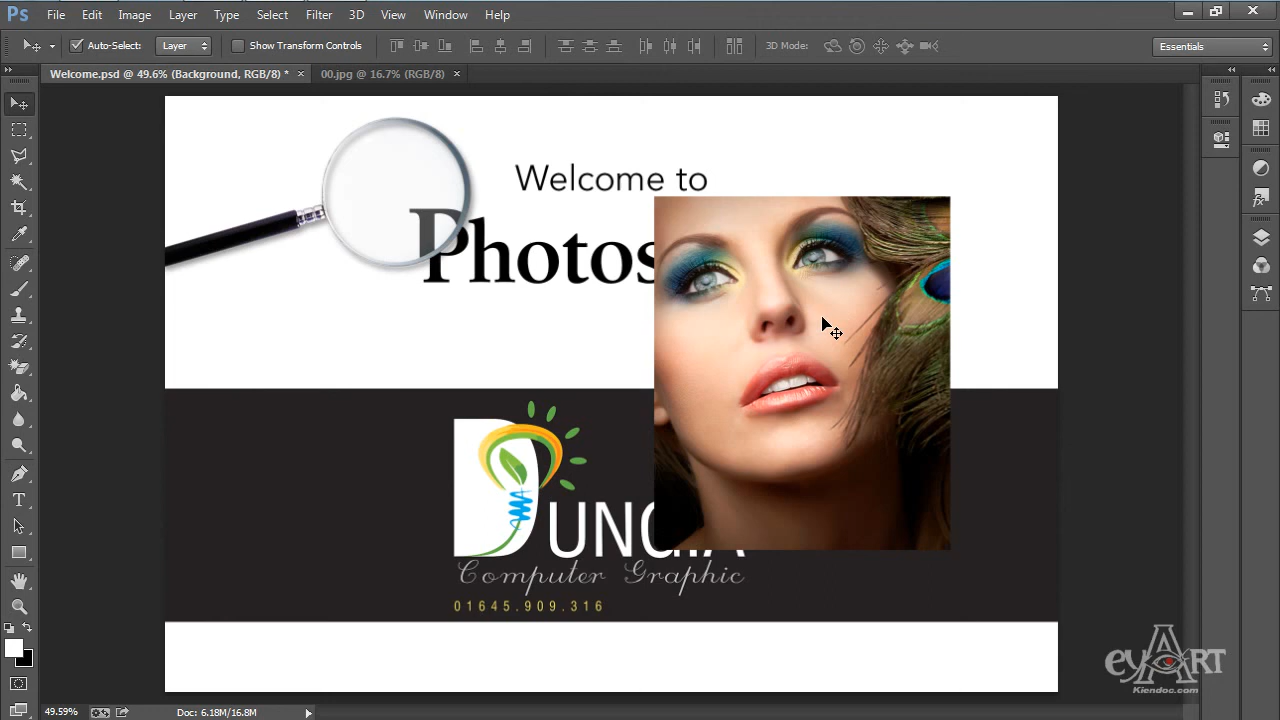 Ps File Edit Image Layer Type Select Filter 3D View Window Help
Auto-Select: Layer Show Transform Controls 3D Mode: Essentials
Welcome.psd @ 49.6% (Background, RGB/8) * × 00.jpg @ 16.7% (RGB/8) ×
Welcome to
Photos
DUNGIA
Computer Graphic
01645.909.316
eyART
Kiendoc.com
49.59% Doc: 6.18M/16.8M